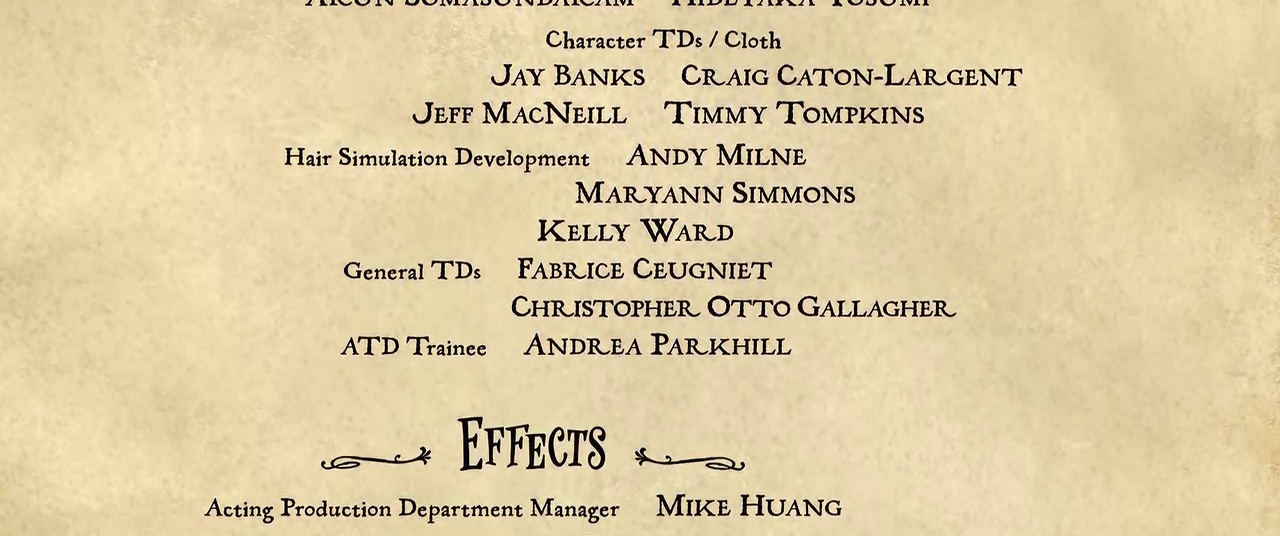 Character TDs / Cloth
JAY BANKS CRAIG CATON-LARGENT
JEFF MACNEILL TIMMY TOMPKINS
Hair Simulation Development ANDY MILNE
MARYANN SIMMONS
KELLY WARD
General TDs FABRICE CEUGNIET
CHRISTOPHER OTTO GALLAGHER
ATD Trainee ANDREA PARKHILL
EFFECTS
Acting Production Department Manager MIKE HUANG